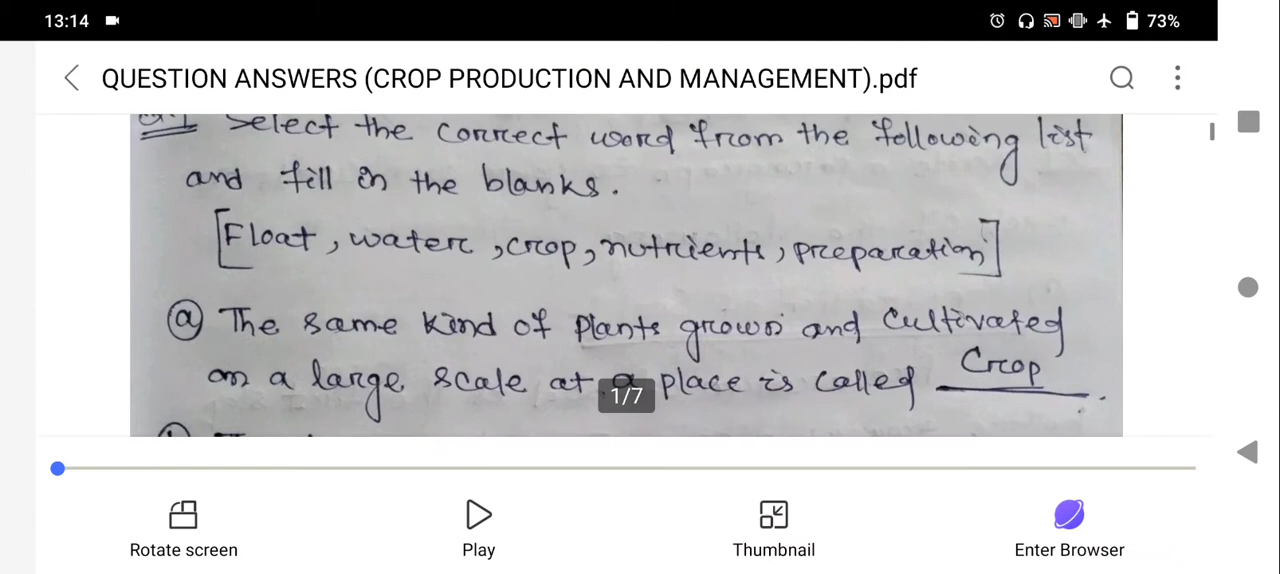 13:14
73%
QUESTION ANSWERS (CROP PRODUCTION AND MANAGEMENT).pdf
Q.1 Select the correct word from the following list
and fill in the blanks.
[Float, water, crop, nutrients, preparation]
(a) The same kind of plants grown and cultivated
on a large scale at a place is called Crop.
1/7
Rotate screen
Play
Thumbnail
Enter Browser